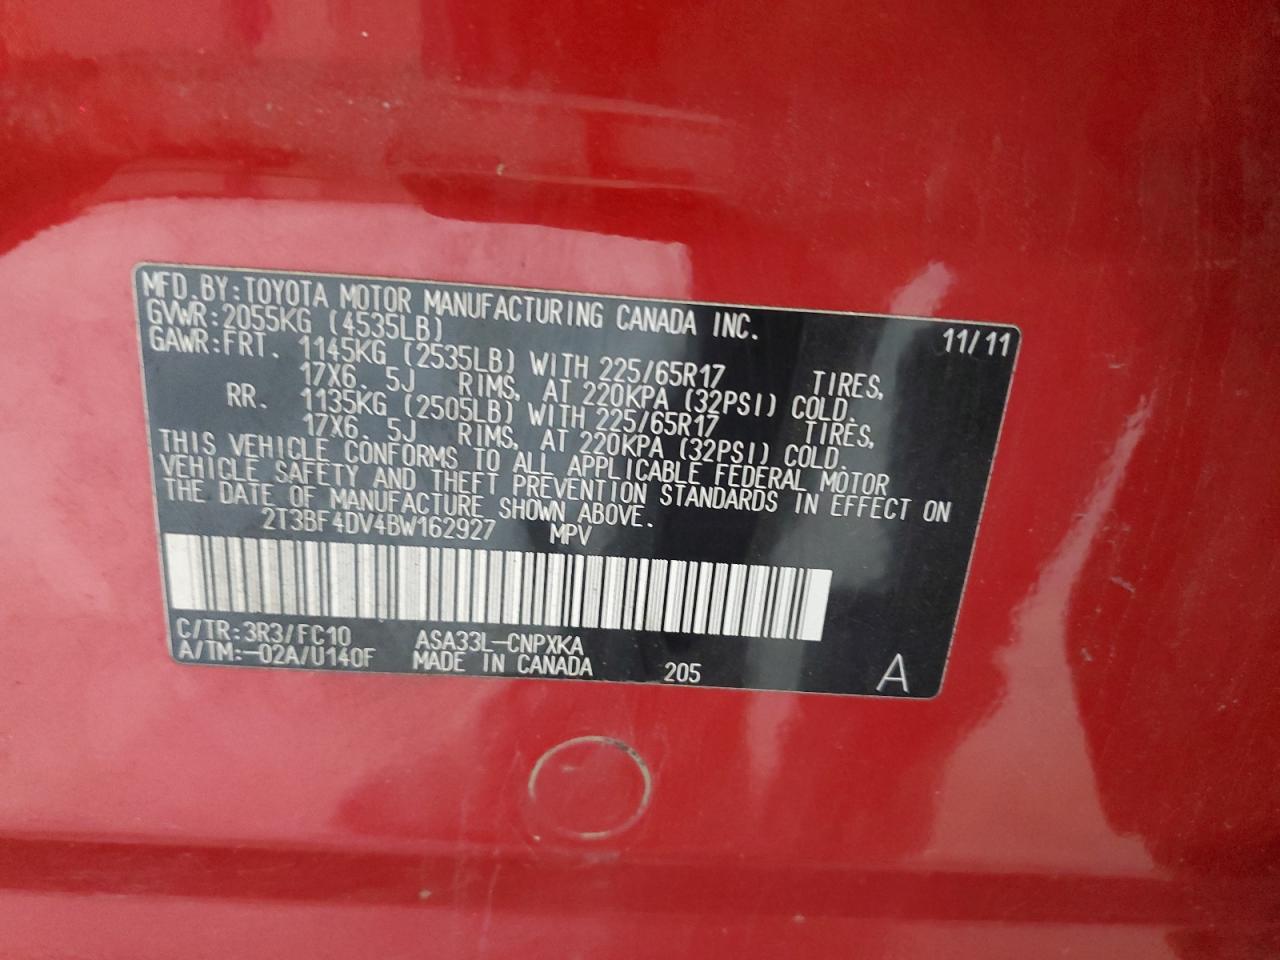 MFD. BY: TOYOTA MOTOR MANUFACTURING CANADA INC. 11/11
GVWR: 2055KG (4535LB)
GAWR: FRT. 1145KG (2535LB) WITH 225/65R17 TIRES,
17X6. 5J RIMS, AT 220KPA (32PSI) COLD.
RR. 1135KG (2505LB) WITH 225/65R17 TIRES,
17X6. 5J RIMS, AT 220KPA (32PSI) COLD.
THIS VEHICLE CONFORMS TO ALL APPLICABLE FEDERAL MOTOR
VEHICLE SAFETY AND THEFT PREVENTION STANDARDS IN EFFECT ON
THE DATE OF MANUFACTURE SHOWN ABOVE.
2T3BF4DV4BW162927 MPV
C/TR: 3R3/FC10 ASA33L-CNPXKA
A/TM: -02A/U140F MADE IN CANADA 205 A